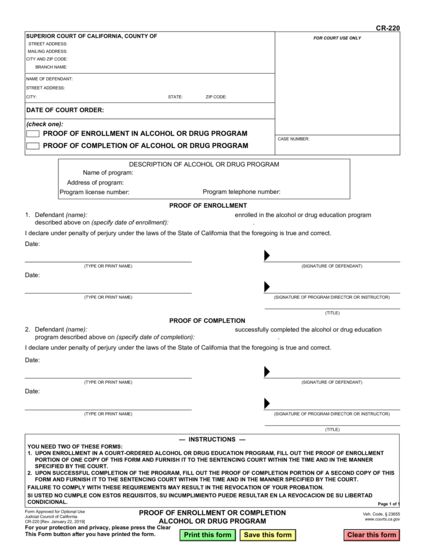 CR-220
SUPERIOR COURT OF CALIFORNIA, COUNTY OF
STREET ADDRESS:
MAILING ADDRESS:
CITY AND ZIP CODE:
BRANCH NAME:
FOR COURT USE ONLY
NAME OF DEFENDANT:
STREET ADDRESS:
CITY: STATE: ZIP CODE:
DATE OF COURT ORDER:
(check one):
PROOF OF ENROLLMENT IN ALCOHOL OR DRUG PROGRAM
PROOF OF COMPLETION OF ALCOHOL OR DRUG PROGRAM
CASE NUMBER:
DESCRIPTION OF ALCOHOL OR DRUG PROGRAM
Name of program:
Address of program:
Program license number: Program telephone number:
PROOF OF ENROLLMENT
1. Defendant (name): enrolled in the alcohol or drug education program
described above on (specify date of enrollment): .
I declare under penalty of perjury under the laws of the State of California that the foregoing is true and correct.
Date:
(TYPE OR PRINT NAME) (SIGNATURE OF DEFENDANT)
Date:
(TYPE OR PRINT NAME) (SIGNATURE OF PROGRAM DIRECTOR OR INSTRUCTOR)
(TITLE)
PROOF OF COMPLETION
2. Defendant (name): successfully completed the alcohol or drug education
program described above on (specify date of completion): .
I declare under penalty of perjury under the laws of the State of California that the foregoing is true and correct.
Date:
(TYPE OR PRINT NAME) (SIGNATURE OF DEFENDANT)
Date:
(TYPE OR PRINT NAME) (SIGNATURE OF PROGRAM DIRECTOR OR INSTRUCTOR)
(TITLE)
— INSTRUCTIONS —
YOU NEED TWO OF THESE FORMS:
1. UPON ENROLLMENT IN A COURT-ORDERED ALCOHOL OR DRUG EDUCATION PROGRAM, FILL OUT THE PROOF OF ENROLLMENT
PORTION OF ONE COPY OF THIS FORM AND FURNISH IT TO THE SENTENCING COURT WITHIN THE TIME AND IN THE MANNER
SPECIFIED BY THE COURT.
2. UPON SUCCESSFUL COMPLETION OF THE PROGRAM, FILL OUT THE PROOF OF COMPLETION PORTION OF A SECOND COPY OF THIS
FORM AND FURNISH IT TO THE SENTENCING COURT WITHIN THE TIME AND IN THE MANNER SPECIFIED BY THE COURT.
FAILURE TO COMPLY WITH THESE REQUIREMENTS MAY RESULT IN THE REVOCATION OF YOUR PROBATION.
SI USTED NO CUMPLE CON ESTOS REQUISITOS, SU INCUMPLIMIENTO PUEDE RESULTAR EN LA REVOCACION DE SU LIBERTAD
CONDICIONAL.
Page 1 of 1
Form Approved for Optional Use
Judicial Council of California
CR-220 [Rev. January 22, 2019]
PROOF OF ENROLLMENT OR COMPLETION
ALCOHOL OR DRUG PROGRAM
Veh. Code, § 23655
www.courts.ca.gov
For your protection and privacy, please press the Clear
This Form button after you have printed the form.
Print this form Save this form Clear this form